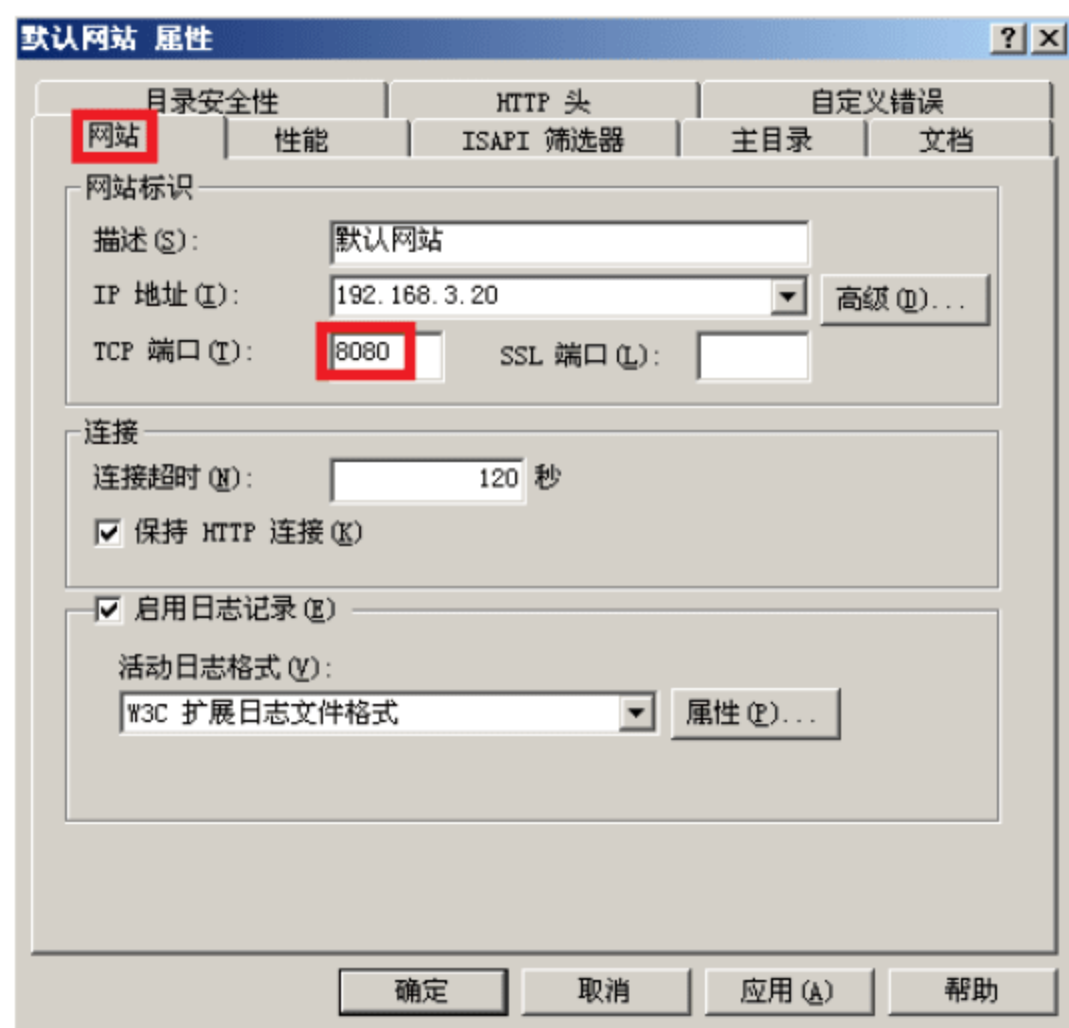 默认网站 属性
目录安全性 HTTP 头 自定义错误
网站 性能 ISAPI 筛选器 主目录 文档
网站标识
描述(S): 默认网站
IP 地址(I): 192.168.3.20 高级(D)...
TCP 端口(T): 8080 SSL 端口(L):
连接
连接超时(N): 120 秒
保持 HTTP 连接(K)
启用日志记录(E)
活动日志格式(V):
W3C 扩展日志文件格式 属性(P)...
确定 取消 应用(A) 帮助